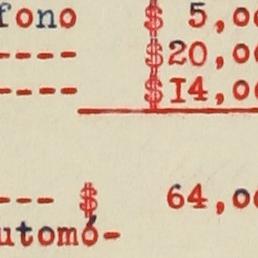 fono $ 5,00
---- $ 20,00
---- $ 14,00
--- $ 64,00
utomó-